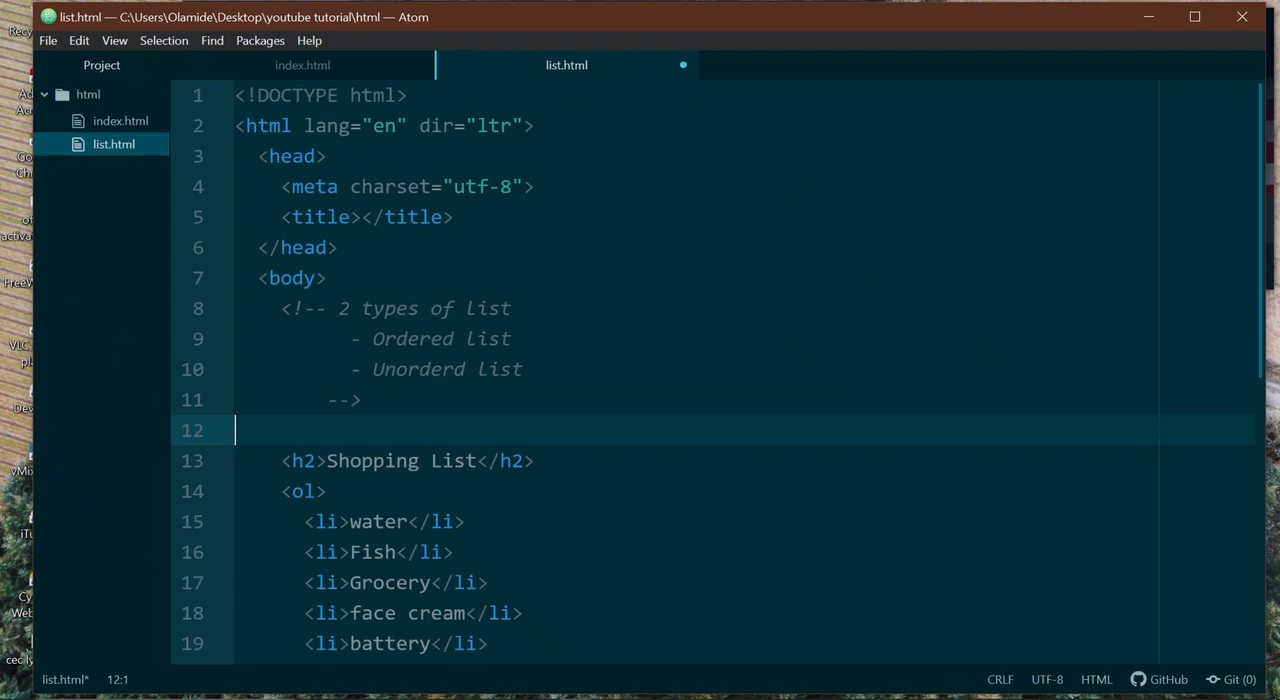 list.html — C:\Users\Olamide\Desktop\youtube tutorial\html — Atom
File Edit View Selection Find Packages Help
Project index.html list.html
html
index.html
list.html
1 <!DOCTYPE html>
2 <html lang="en" dir="ltr">
3 <head>
4 <meta charset="utf-8">
5 <title></title>
6 </head>
7 <body>
8 <!-- 2 types of list
9 - Ordered list
10 - Unorderd list
11 -->
12
13 <h2>Shopping List</h2>
14 <ol>
15 <li>water</li>
16 <li>Fish</li>
17 <li>Grocery</li>
18 <li>face cream</li>
19 <li>battery</li>
list.html* 12:1 CRLF UTF-8 HTML GitHub Git (0)